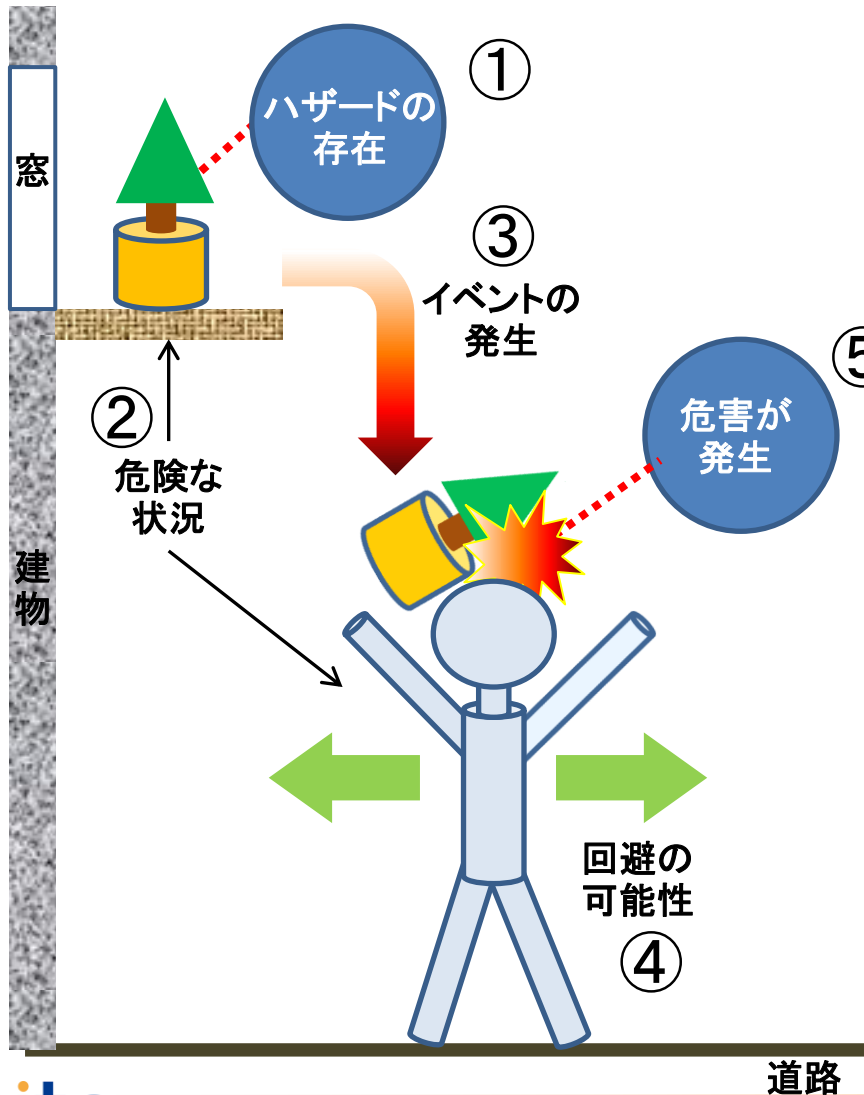 ①
ハザードの
存在
窓
③
イベントの
発生
⑤
②
危険な
状況
危害が
発生
建
物
回避の
可能性
④
道路